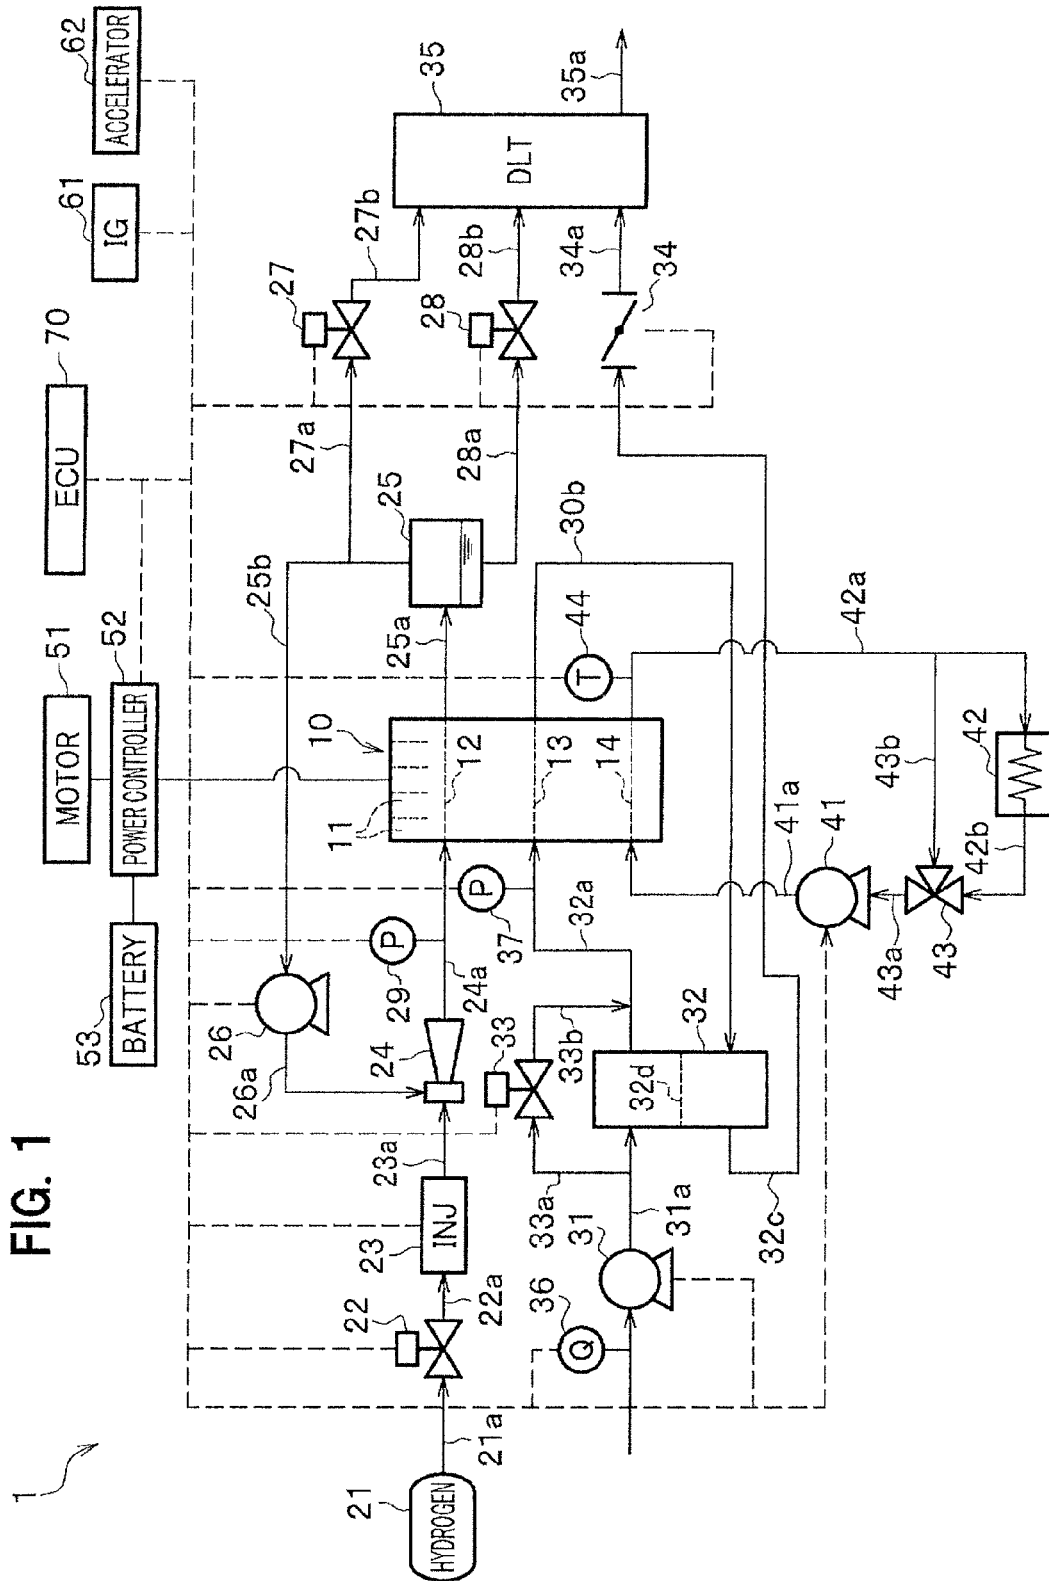 FIG. 1
1
MOTOR
51
POWER CONTROLLER
52
BATTERY
53
ECU
70
IG
61
ACCELERATOR
62
HYDROGEN
21
21a
22
22a
INJ
23
23a
24
24a
P
29
26
26a
25b
25a
25
27a
27
27b
28a
28
28b
DLT
35
35a
34a
34
10
11
12
13
14
P
37
32a
33
33a
33b
31
31a
Q
36
32
32d
32c
30b
T
44
41
41a
42
42a
42b
43
43a
43b